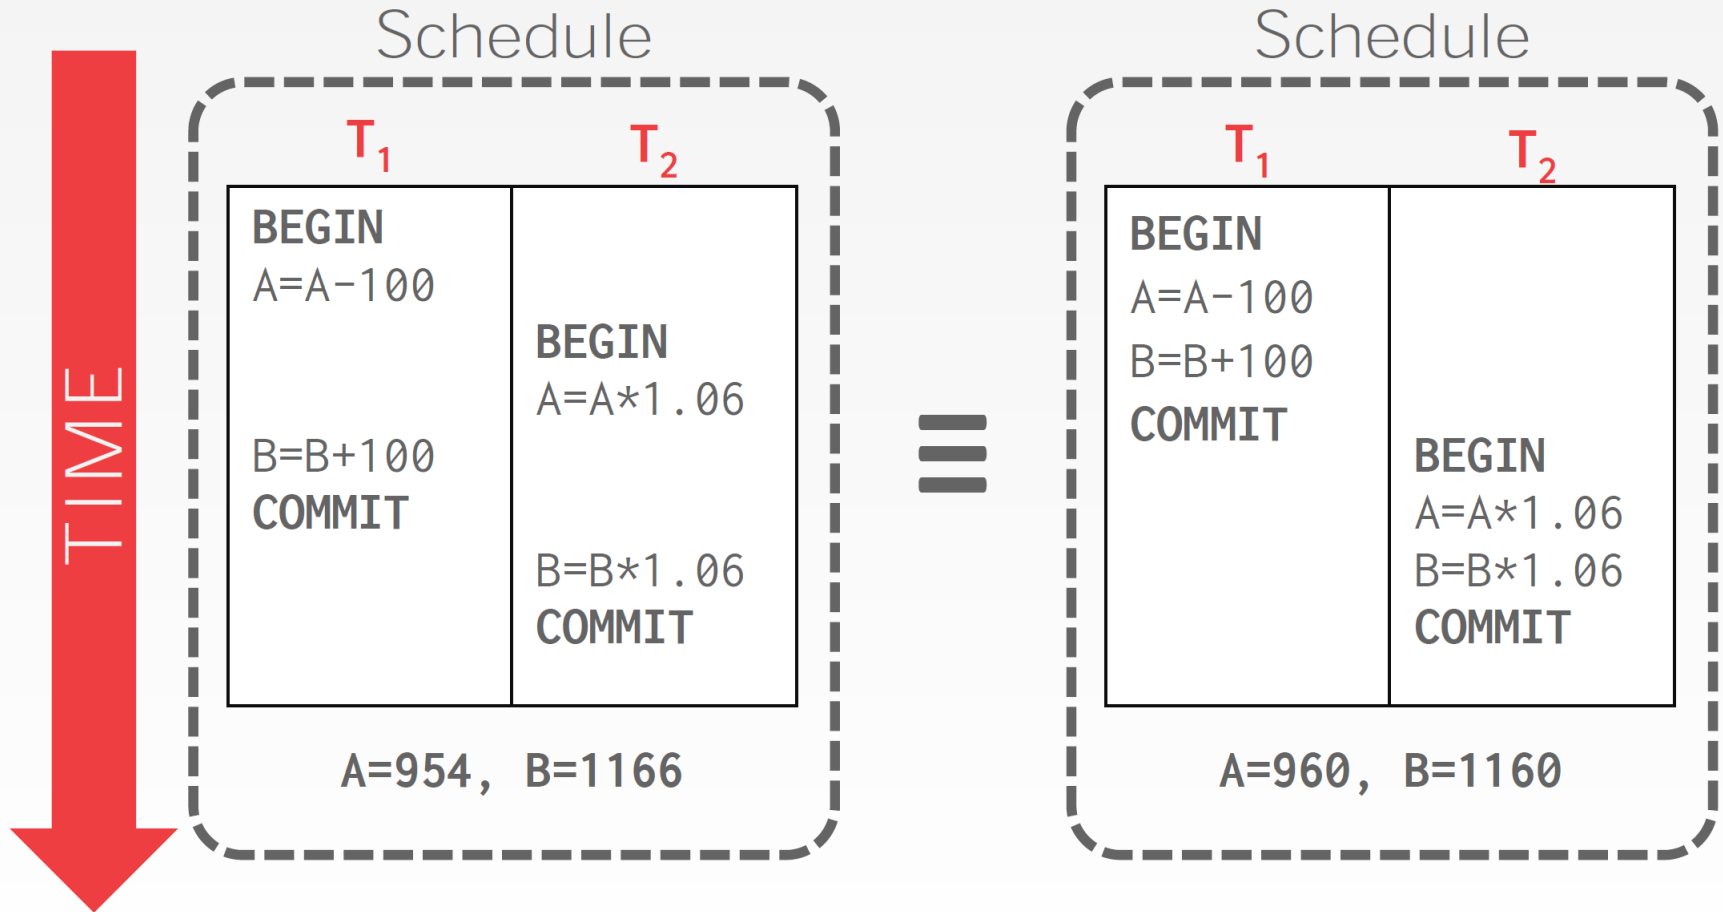 TIME
Schedule
T1 T2
BEGIN
A=A-100
BEGIN
A=A*1.06
B=B+100
COMMIT
B=B*1.06
COMMIT
A=954, B=1166
≡
Schedule
T1 T2
BEGIN
A=A-100
B=B+100
COMMIT
BEGIN
A=A*1.06
B=B*1.06
COMMIT
A=960, B=1160